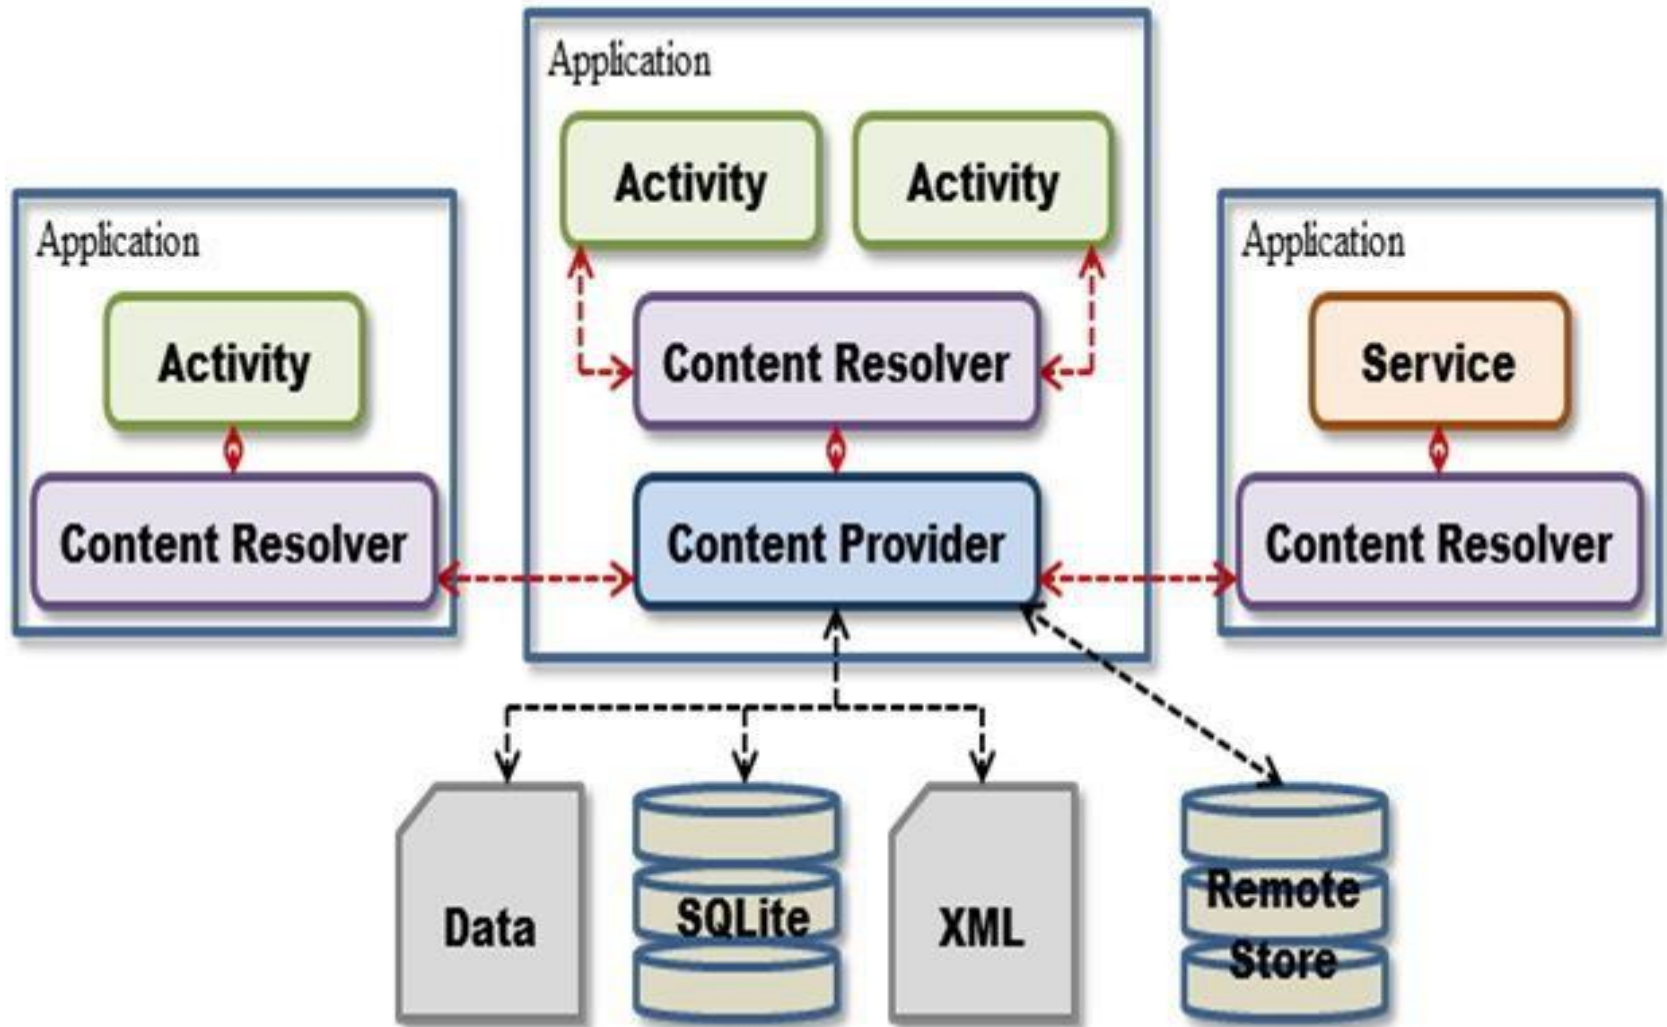 Application
Activity
Activity
Application
Application
Activity
Content Resolver
Service
Content Resolver
Content Provider
Content Resolver
Data
SQLite
XML
Remote
Store